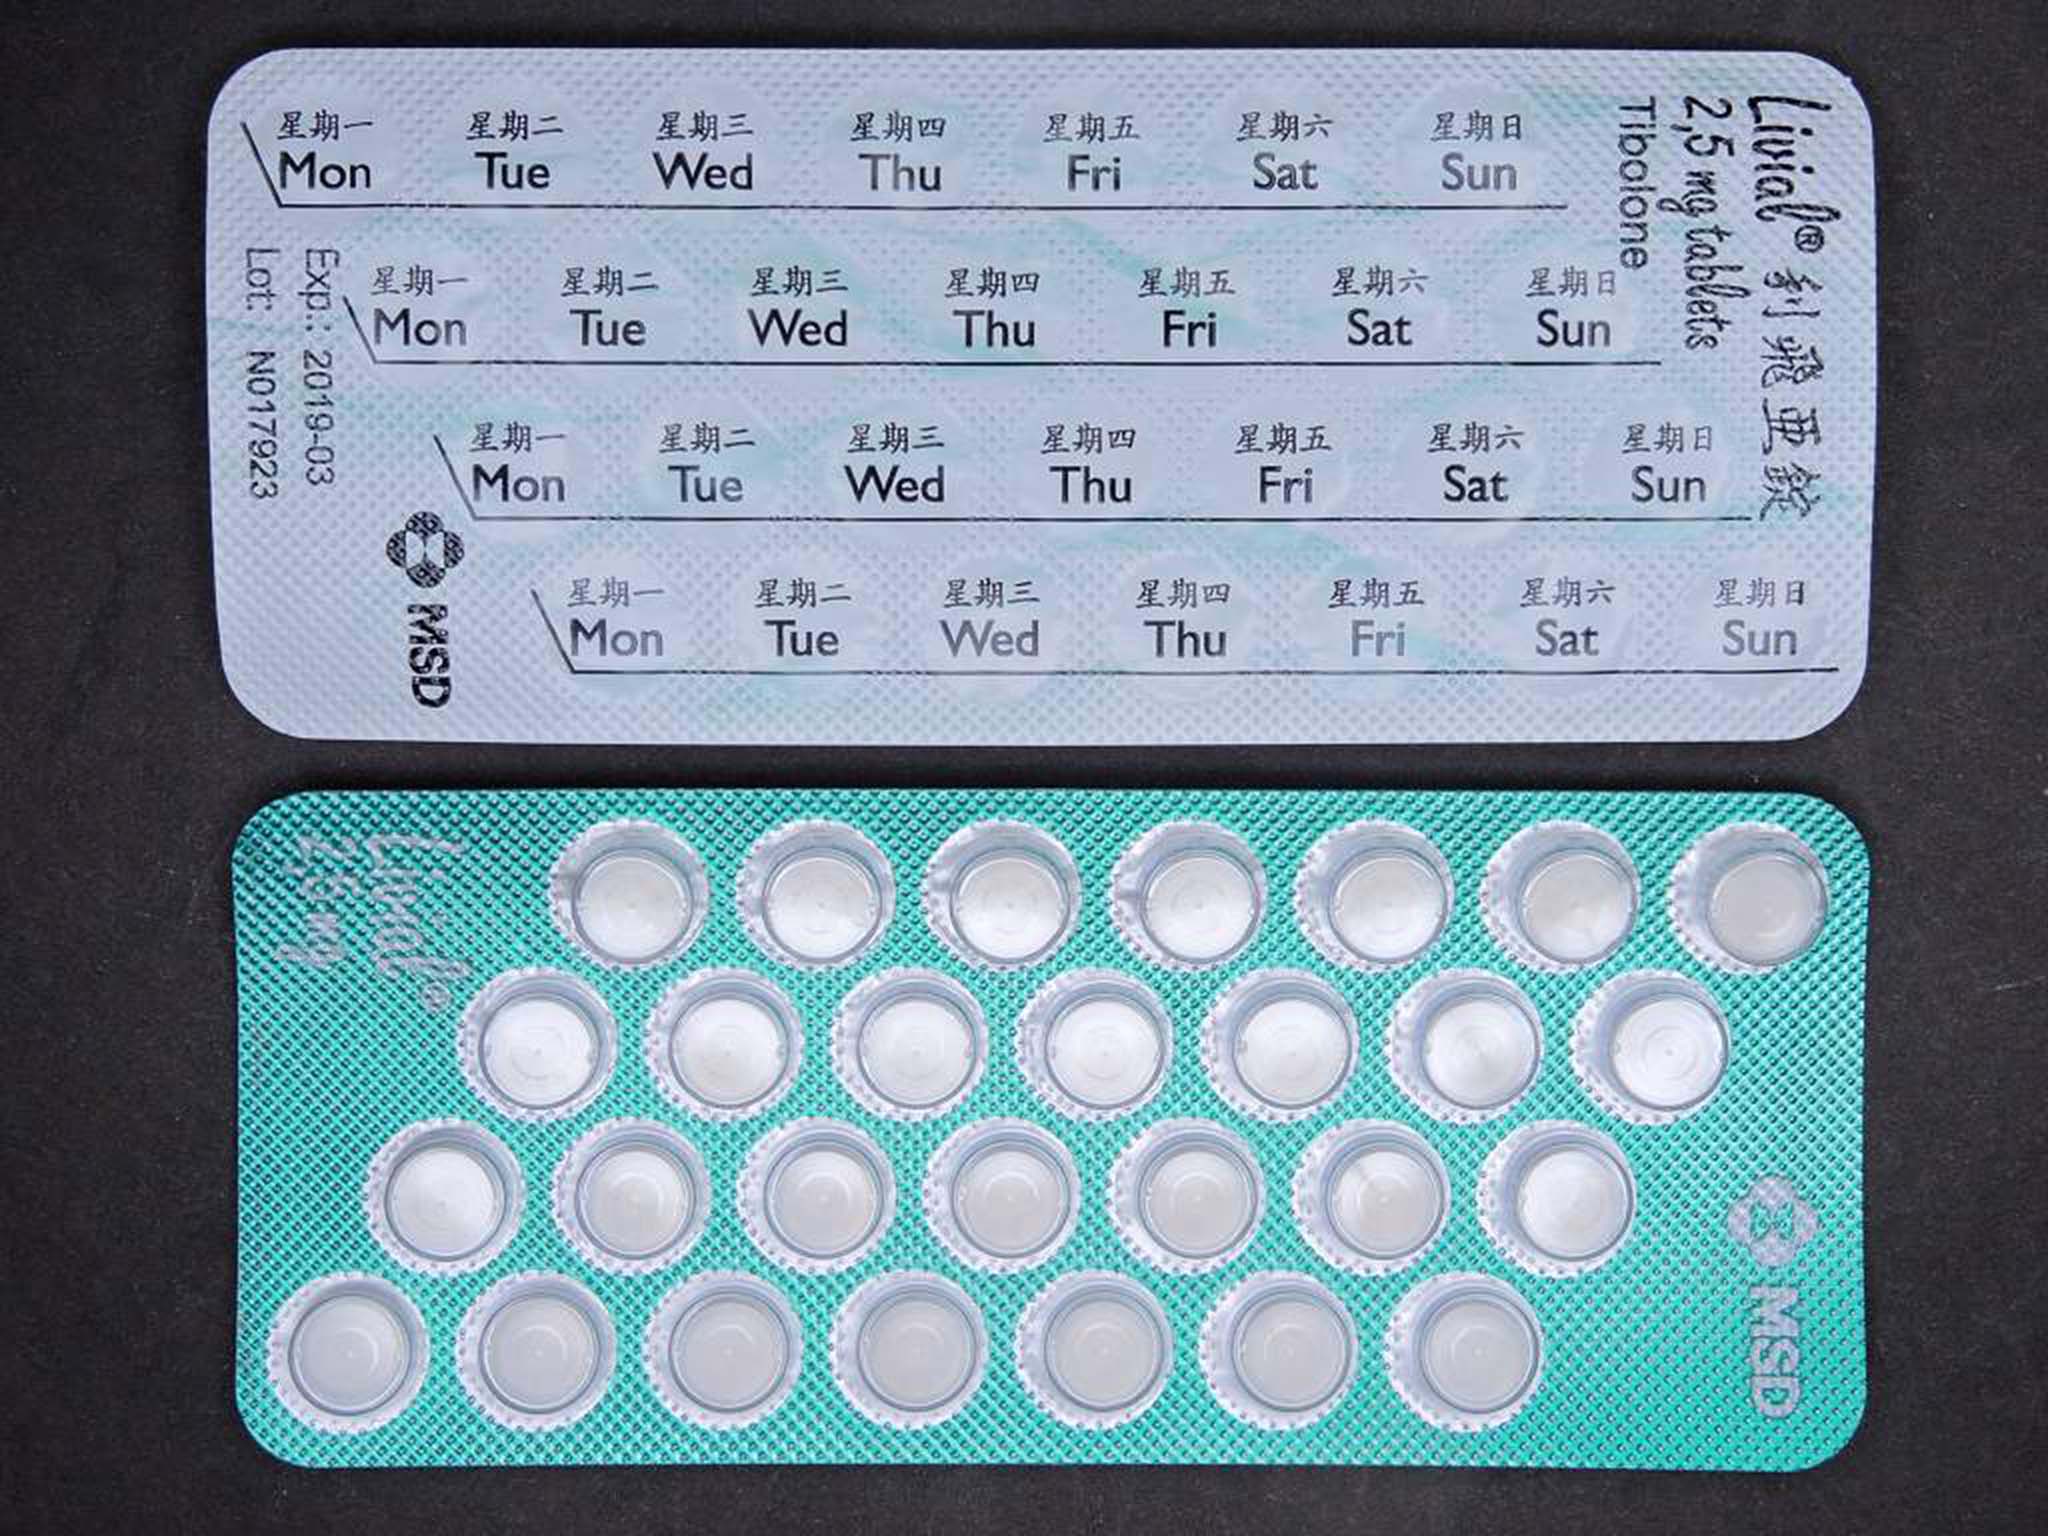 星期一 星期二 星期三 星期四 星期五 星期六 星期日
Mon Tue Wed Thu Fri Sat Sun
星期一 星期二 星期三 星期四 星期五 星期六 星期日
Mon Tue Wed Thu Fri Sat Sun
星期一 星期二 星期三 星期四 星期五 星期六 星期日
Mon Tue Wed Thu Fri Sat Sun
星期一 星期二 星期三 星期四 星期五 星期六 星期日
Mon Tue Wed Thu Fri Sat Sun
Livial® 利飛亜錠
2,5 mg tablets
Tibolone
Exp.: 2019-03
Lot: N017923
MSD
Livial®
2,5 mg
MSD